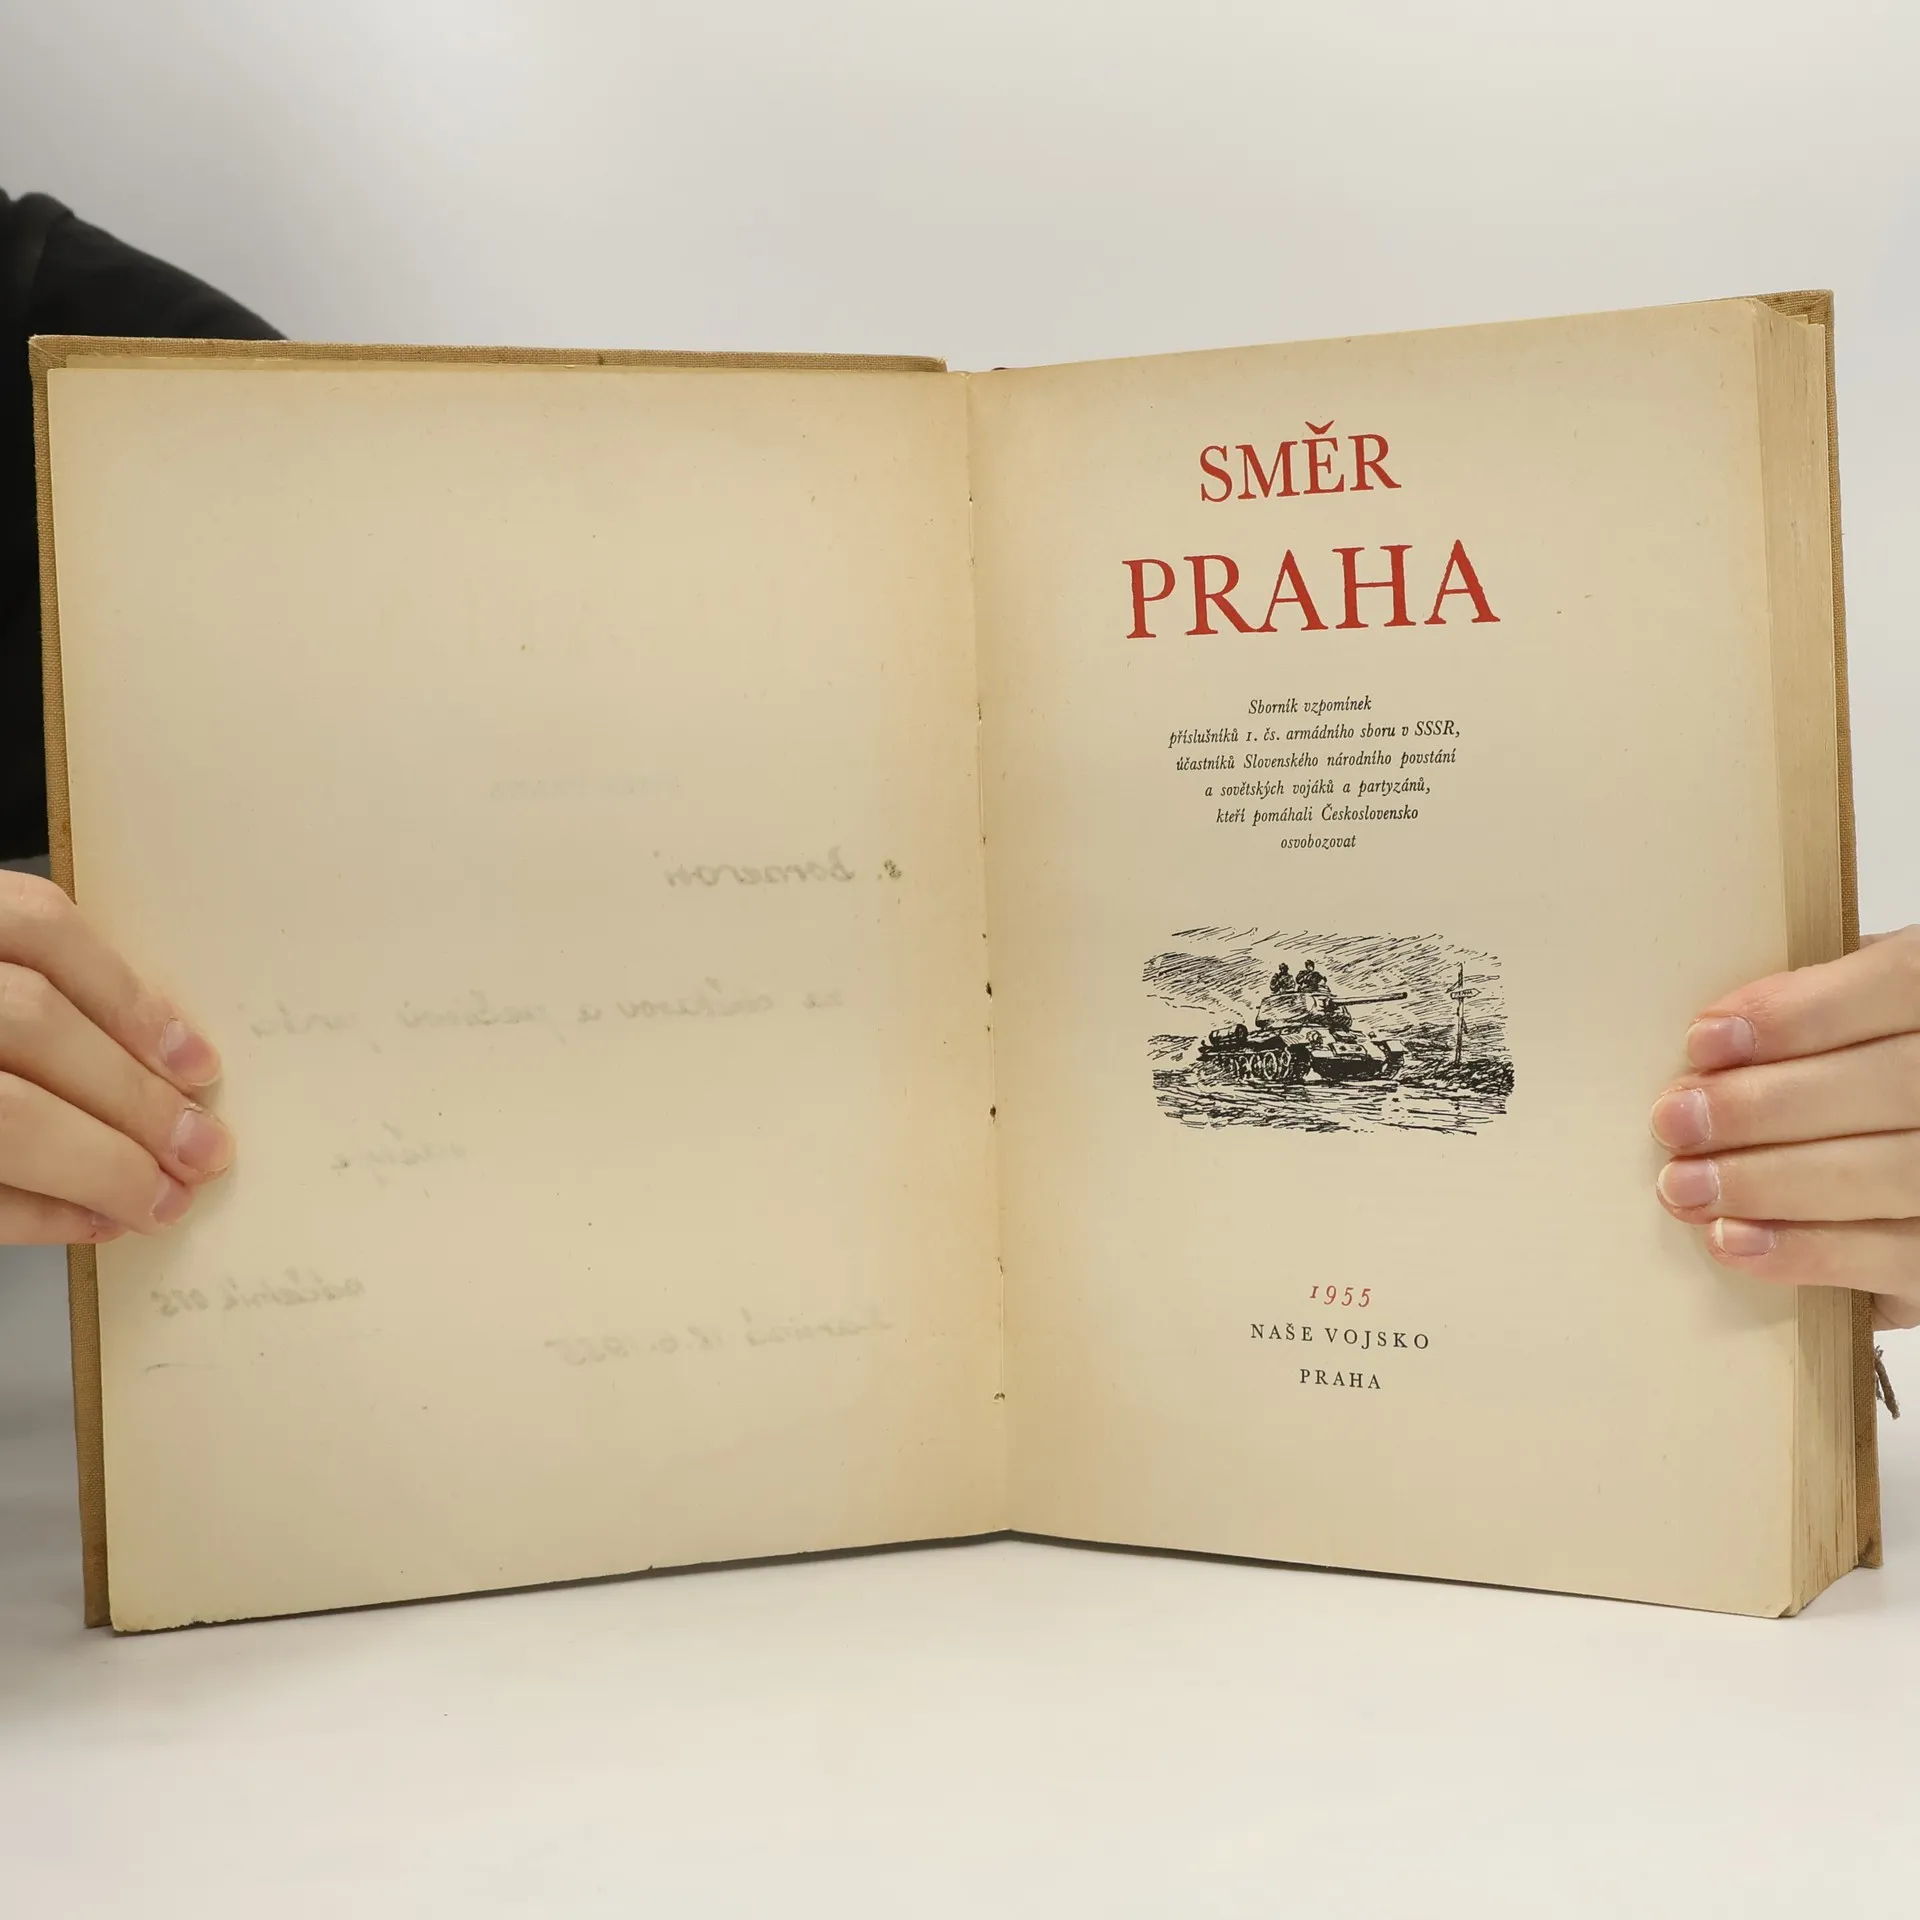 SMĚR
PRAHA
Sborník vzpomínek
příslušníků 1. čs. armádního sboru v SSSR,
účastníků Slovenského národního povstání
a sovětských vojáků a partyzánů,
kteří pomáhali Československo
osvobozovat
1955
NAŠE VOJSKO
PRAHA